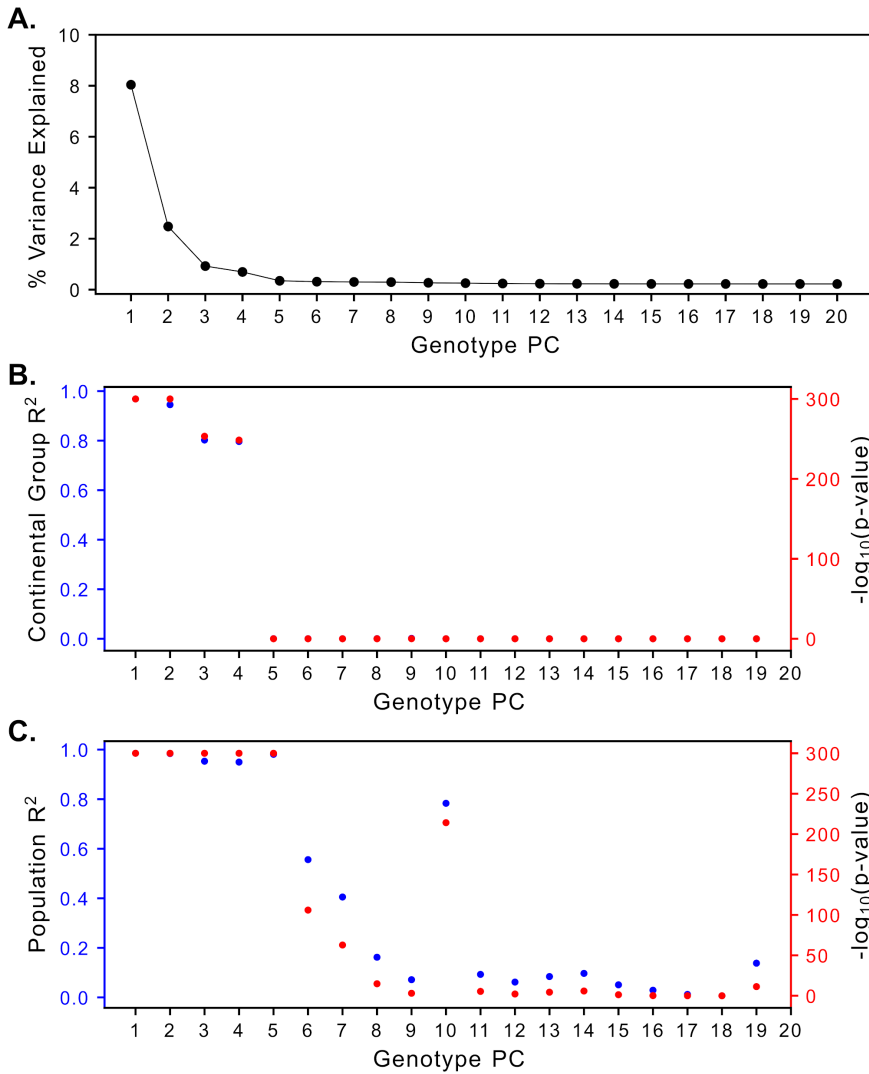 A.
10
8
6
4
2
0
% Variance Explained
1 2 3 4 5 6 7 8 9 10 11 12 13 14 15 16 17 18 19 20
Genotype PC
B.
1.0
0.8
0.6
0.4
0.2
0.0
Continental Group R²
300
200
100
0
-log₁₀(p-value)
1 2 3 4 5 6 7 8 9 10 11 12 13 14 15 16 17 18 19 20
Genotype PC
C.
1.0
0.8
0.6
0.4
0.2
0.0
Population R²
300
250
200
150
100
50
0
-log₁₀(p-value)
1 2 3 4 5 6 7 8 9 10 11 12 13 14 15 16 17 18 19 20
Genotype PC